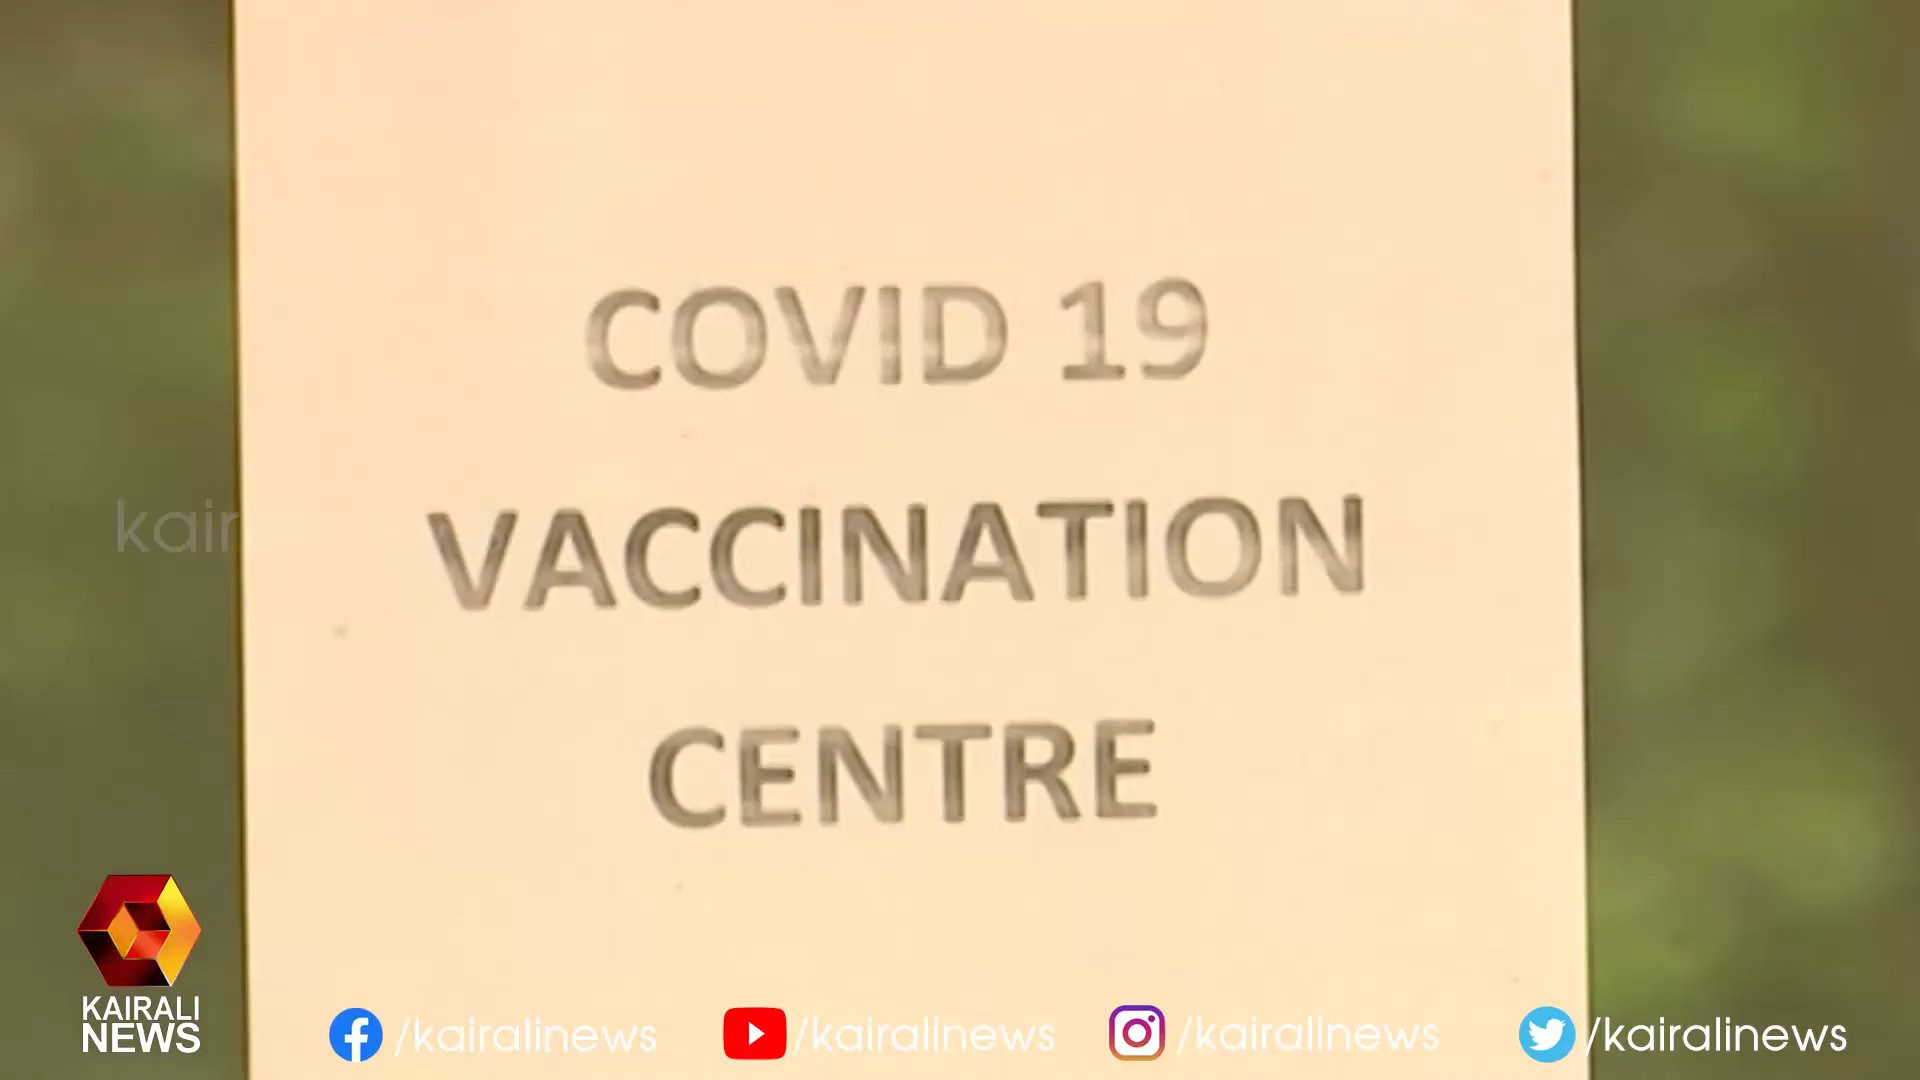 COVID 19
VACCINATION
CENTRE
kair
KAIRALI
NEWS
/kairalinews
/kairalinews
/kairalinews
/kairalinews